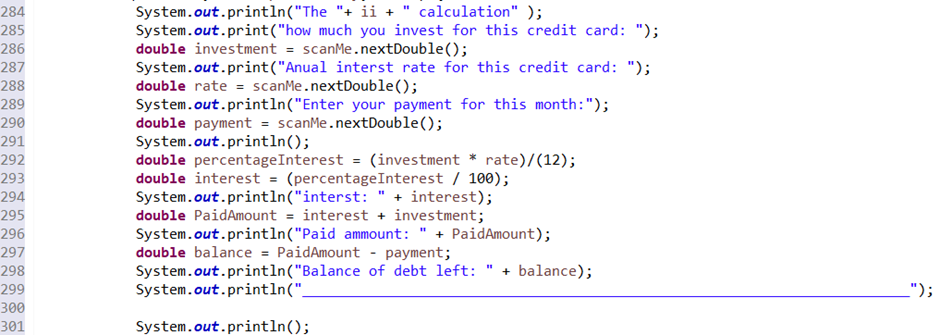 284 System.out.println("The "+ ii + " calculation" );
285 System.out.print("how much you invest for this credit card: ");
286 double investment = scanMe.nextDouble();
287 System.out.print("Anual interst rate for this credit card: ");
288 double rate = scanMe.nextDouble();
289 System.out.println("Enter your payment for this month:");
290 double payment = scanMe.nextDouble();
291 System.out.println();
292 double percentageInterest = (investment * rate)/(12);
293 double interest = (percentageInterest / 100);
294 System.out.println("interst: " + interest);
295 double PaidAmount = interest + investment;
296 System.out.println("Paid ammount: " + PaidAmount);
297 double balance = PaidAmount - payment;
298 System.out.println("Balance of debt left: " + balance);
299 System.out.println("____________________________________________________________________________");
300
301 System.out.println();